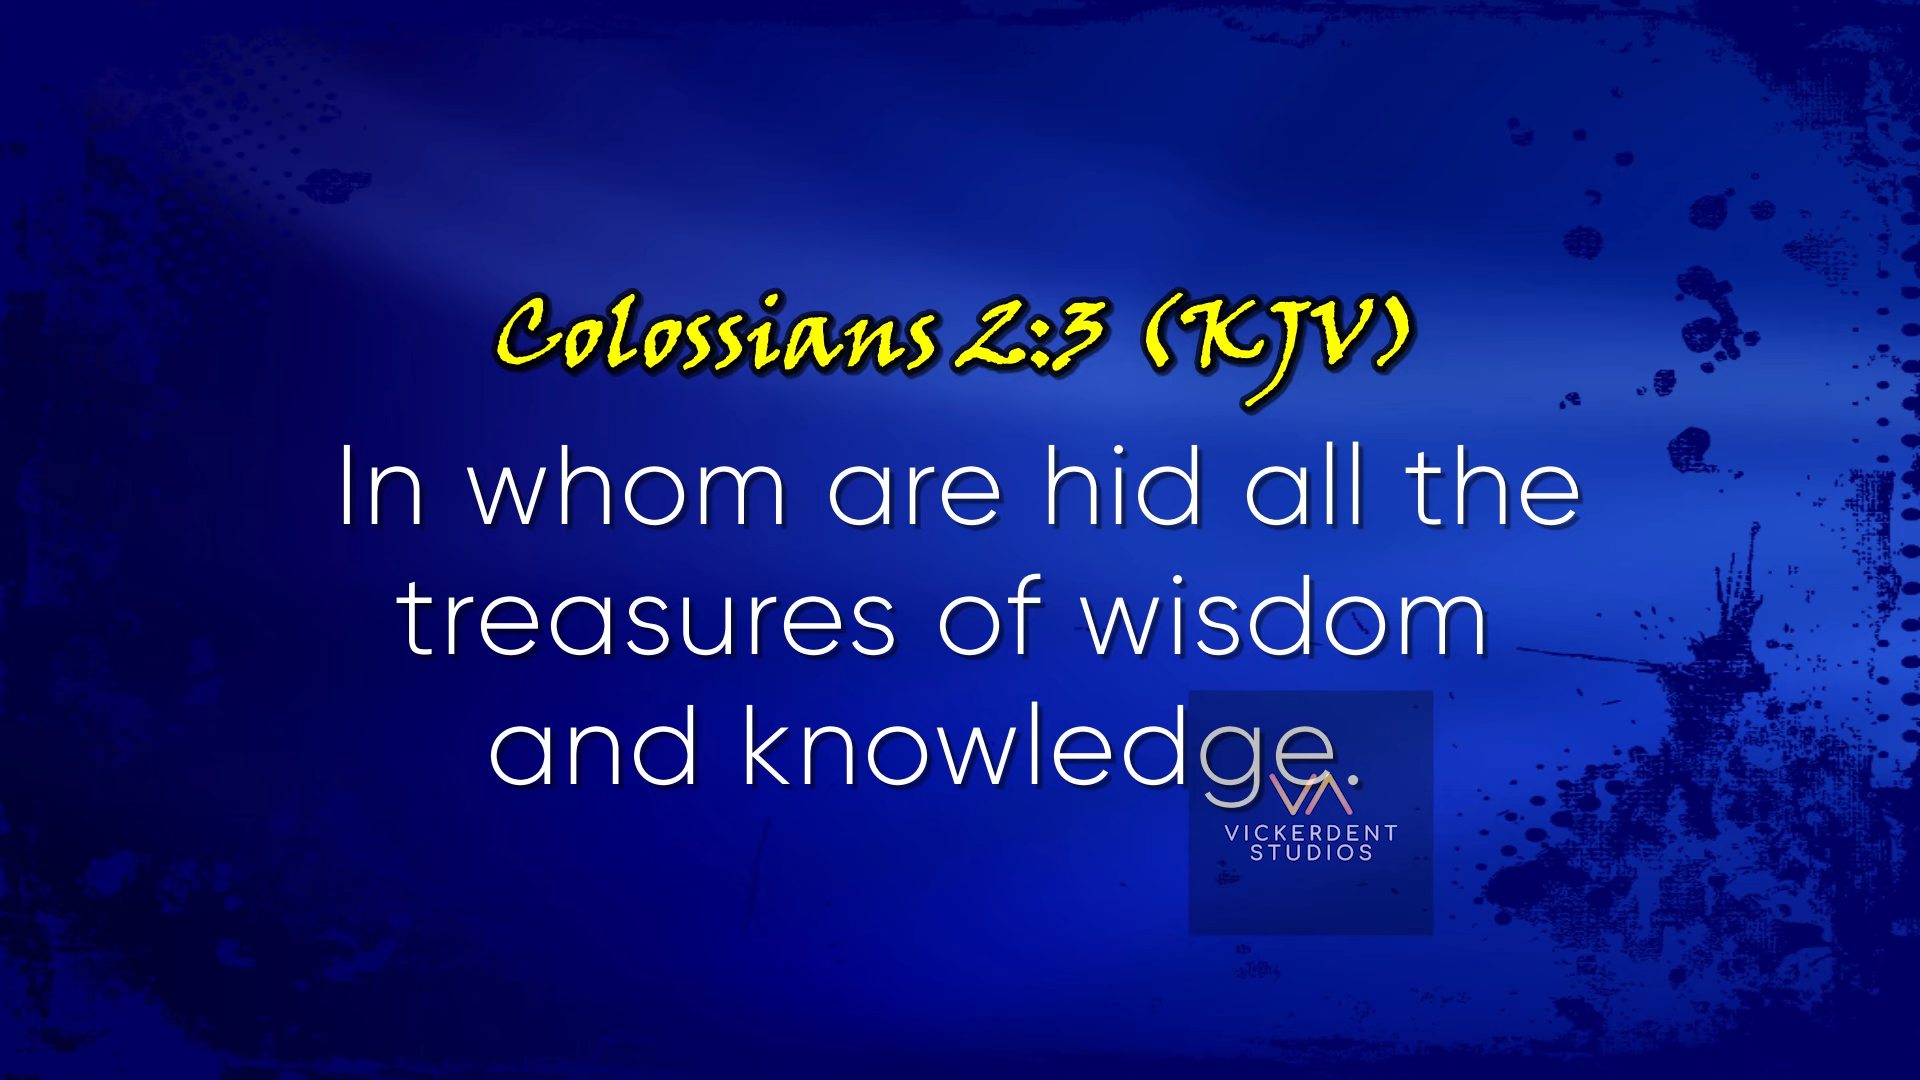 Colossians 2:3 (KJV)
In whom are hid all the
treasures of wisdom
and knowledge.
VICKERDENT
STUDIOS